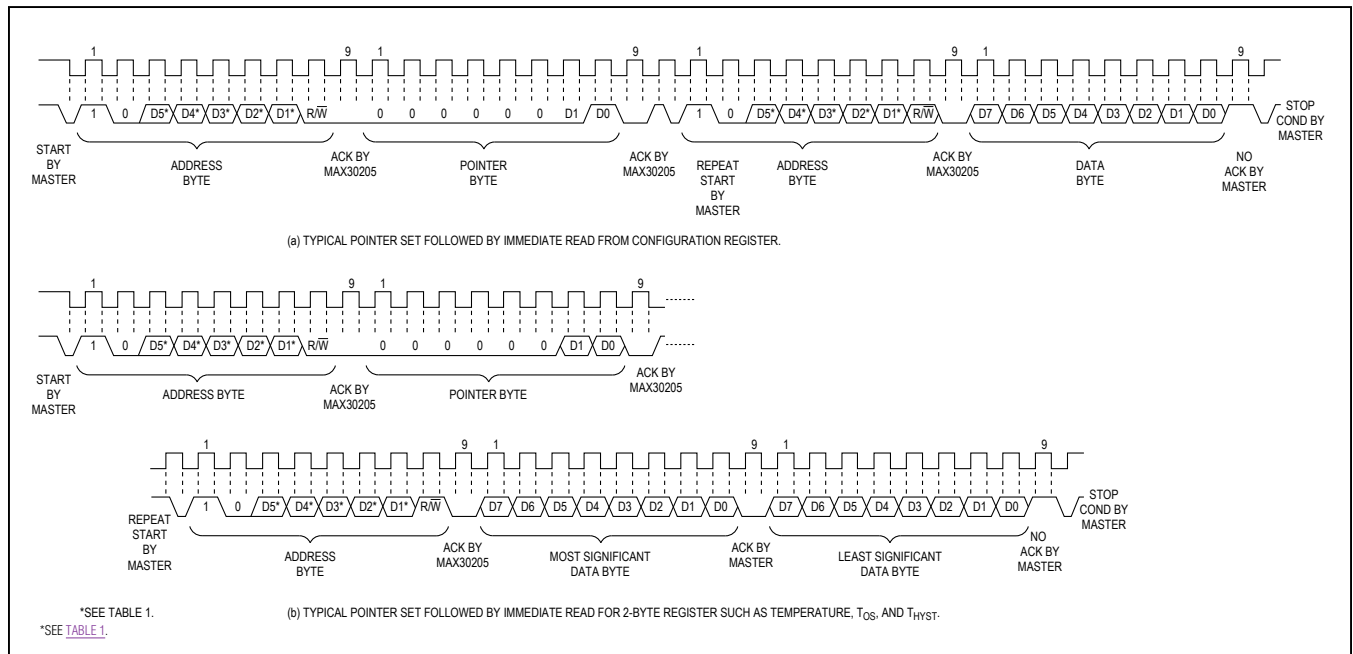 1 9 1 9 1 9 1 9
1 0 D5* D4* D3* D2* D1* R/W̅ 0 0 0 0 0 0 D1 D0 1 0 D5* D4* D3* D2* D1* R/W̅ D7 D6 D5 D4 D3 D2 D1 D0
STOP
COND BY
MASTER
START
BY
MASTER
ADDRESS
BYTE
ACK BY
MAX30205
POINTER
BYTE
ACK BY
MAX30205
REPEAT
START
BY
MASTER
ADDRESS
BYTE
ACK BY
MAX30205
DATA
BYTE
NO
ACK BY
MASTER
(a) TYPICAL POINTER SET FOLLOWED BY IMMEDIATE READ FROM CONFIGURATION REGISTER.
1 9 1 9
1 0 D5* D4* D3* D2* D1* R/W̅ 0 0 0 0 0 0 D1 D0
START
BY
MASTER
ADDRESS BYTE
ACK BY
MAX30205
POINTER BYTE
ACK BY
MAX30205
1 9 1 9
1 0 D5* D4* D3* D2* D1* R/W̅ D7 D6 D5 D4 D3 D2 D1 D0 D7 D6 D5 D4 D3 D2 D1 D0
STOP
COND BY
MASTER
REPEAT
START
BY
MASTER
ADDRESS
BYTE
ACK BY
MAX30205
MOST SIGNIFICANT
DATA BYTE
ACK BY
MASTER
LEAST SIGNIFICANT
DATA BYTE
NO
ACK BY
MASTER
*SEE TABLE 1.
(b) TYPICAL POINTER SET FOLLOWED BY IMMEDIATE READ FOR 2-BYTE REGISTER SUCH AS TEMPERATURE, TOS, AND THYST.
*SEE TABLE 1.